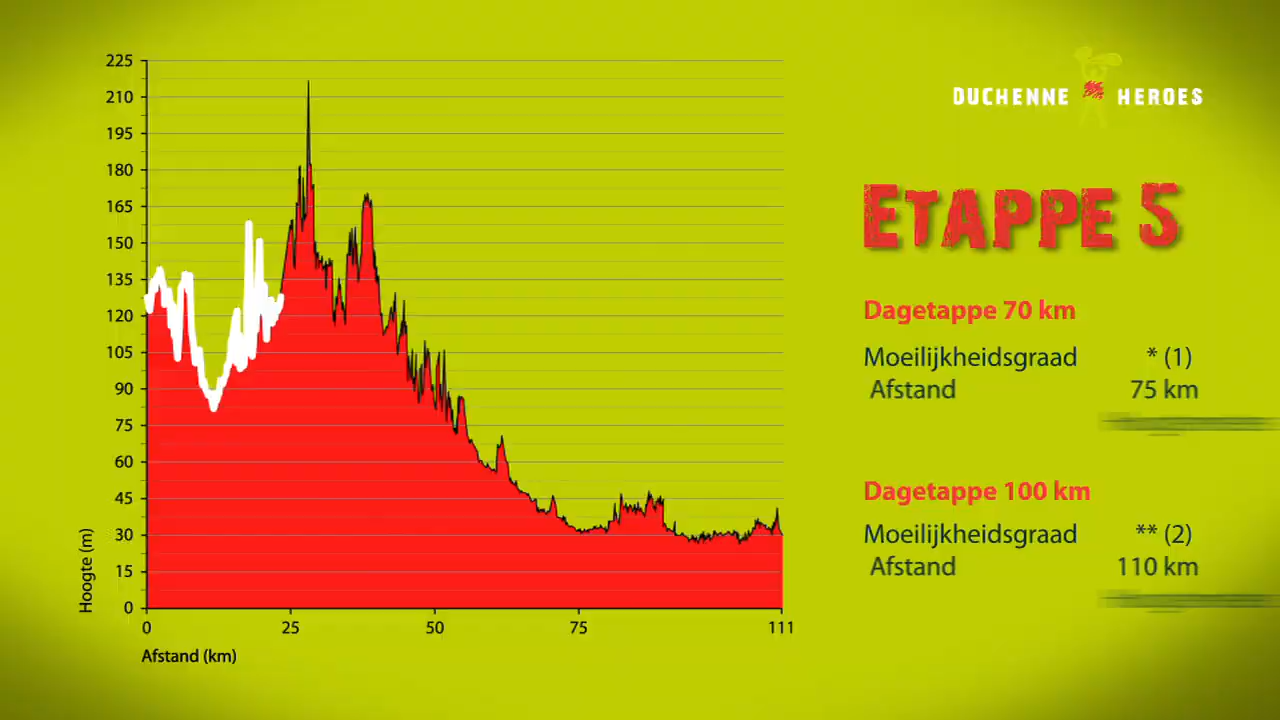 225
210
195
180
165
150
135
120
105
90
75
60
45
30
15
0
Hoogte (m)
0 25 50 75 111
Afstand (km)
DUCHENNE HEROES
ETAPPE 5
Dagetappe 70 km
Moeilijkheidsgraad * (1)
Afstand 75 km
Dagetappe 100 km
Moeilijkheidsgraad ** (2)
Afstand 110 km